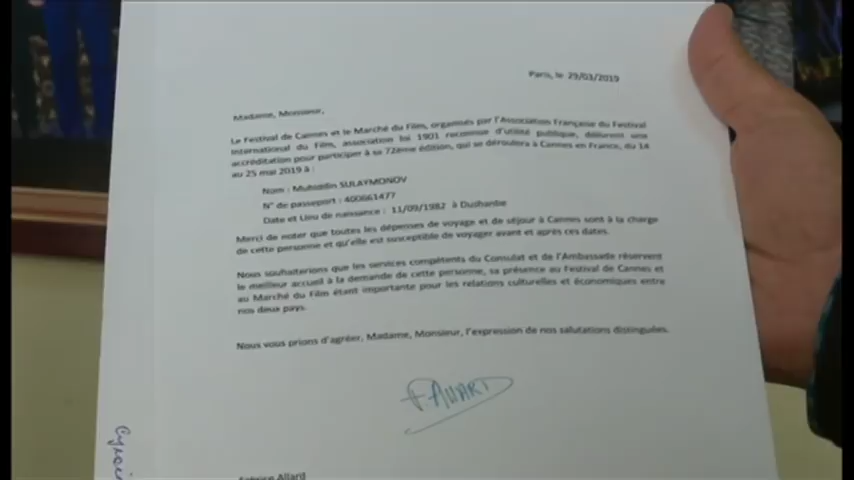 Paris, le 29/03/2019
Madame, Monsieur,
Le Festival de Cannes et le Marché du Film, organisés par l'Association Française du Festival
International du Film, association loi 1901 reconnue d'utilité publique, délivrent une
accréditation pour participer à sa 72ème édition, qui se déroulera à Cannes en France, du 14
au 25 mai 2019 à :
Nom : Muhiddin SULAYMONOV
N° de passeport : 400661477
Date et Lieu de naissance : 11/09/1982 à Dushanbe
Merci de noter que toutes les dépenses de voyage et de séjour à Cannes sont à la charge
de cette personne et qu'elle est susceptible de voyager avant et après ces dates.
Nous souhaiterions que les services compétents du Consulat et de l'Ambassade réservent
le meilleur accueil à la demande de cette personne, sa présence au Festival de Cannes et
au Marché du Film étant importante pour les relations culturelles et économiques entre
nos deux pays.
Nous vous prions d'agréer, Madame, Monsieur, l'expression de nos salutations distinguées.
Fabrice Allard